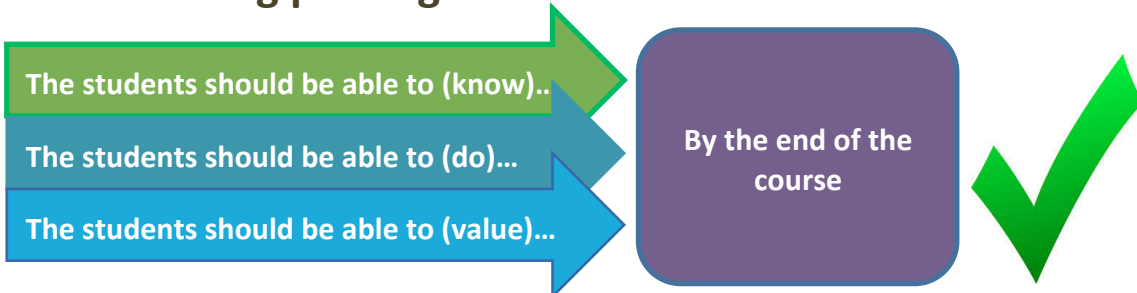 The students should be able to (know)…
The students should be able to (do)…
The students should be able to (value)…
By the end of the
course